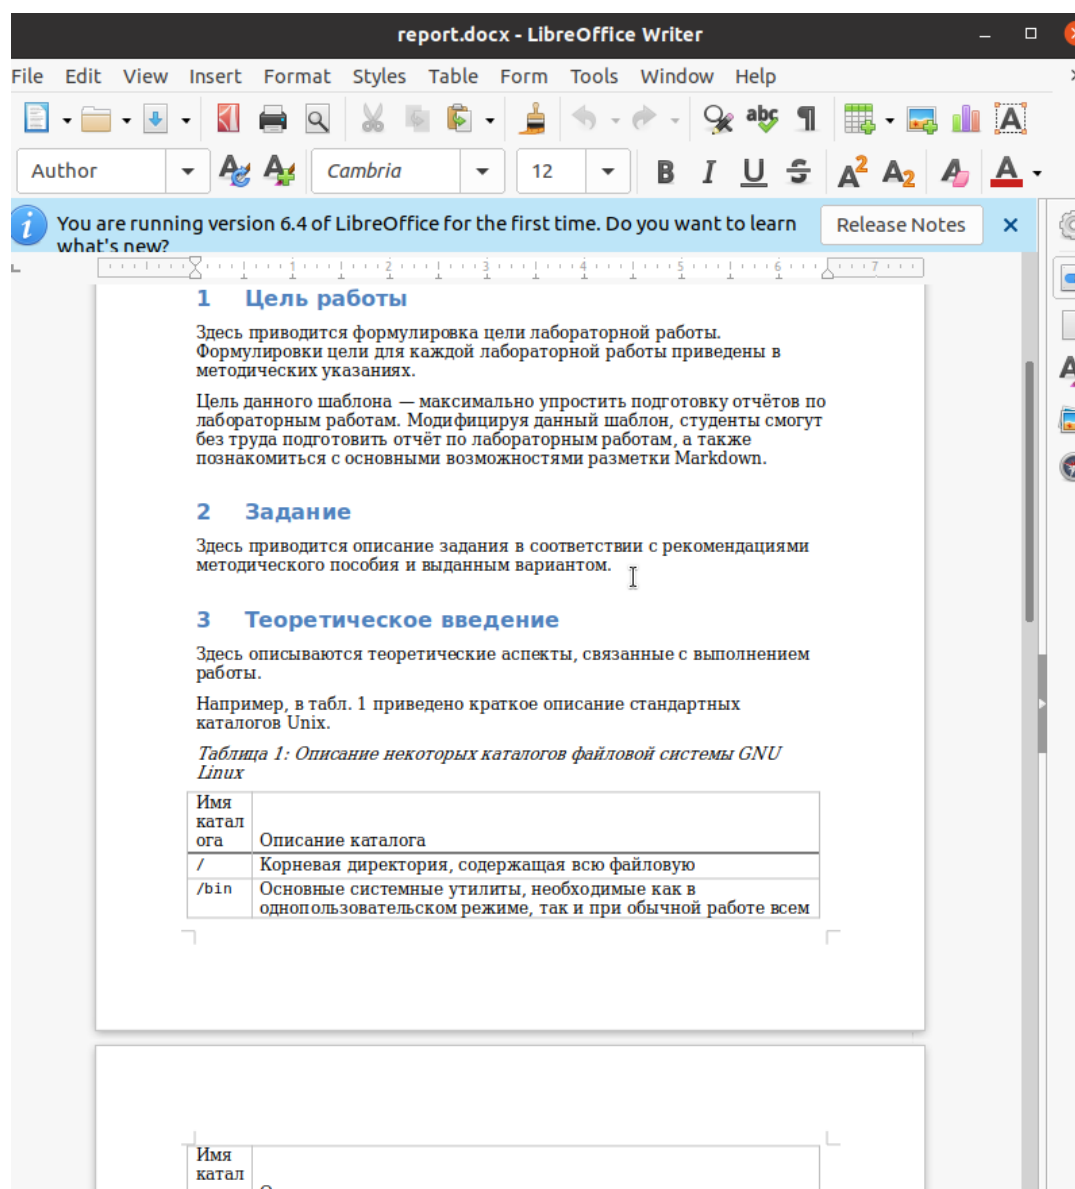 report.docx - LibreOffice Writer
File Edit View Insert Format Styles Table Form Tools Window Help
Author Cambria 12
You are running version 6.4 of LibreOffice for the first time. Do you want to learn
what's new?
Release Notes
1 2 3 4 5 6 7
1 Цель работы
Здесь приводится формулировка цели лабораторной работы.
Формулировки цели для каждой лабораторной работы приведены в
методических указаниях.
Цель данного шаблона — максимально упростить подготовку отчётов по
лабораторным работам. Модифицируя данный шаблон, студенты смогут
без труда подготовить отчёт по лабораторным работам, а также
познакомиться с основными возможностями разметки Markdown.
2 Задание
Здесь приводится описание задания в соответствии с рекомендациями
методического пособия и выданным вариантом.
3 Теоретическое введение
Здесь описываются теоретические аспекты, связанные с выполнением
работы.
Например, в табл. 1 приведено краткое описание стандартных
каталогов Unix.
Таблица 1: Описание некоторых каталогов файловой системы GNU
Linux
Имя
катал
ога Описание каталога
/ Корневая директория, содержащая всю файловую
/bin Основные системные утилиты, необходимые как в
однопользовательском режиме, так и при обычной работе всем
Имя
катал